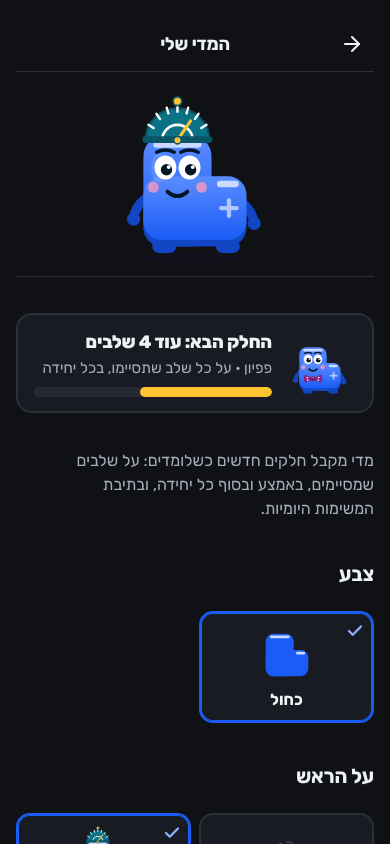 המדי שלי
החלק הבא: עוד 4 שלבים
פפיון • על כל שלב שתסיימו, בכל יחידה
מדי מקבל חלקים חדשים כשלומדים: על שלבים
שמסיימים, באמצע ובסוף כל יחידה, ובתיבת
המשימות היומיות.
צבע
כחול
על הראש